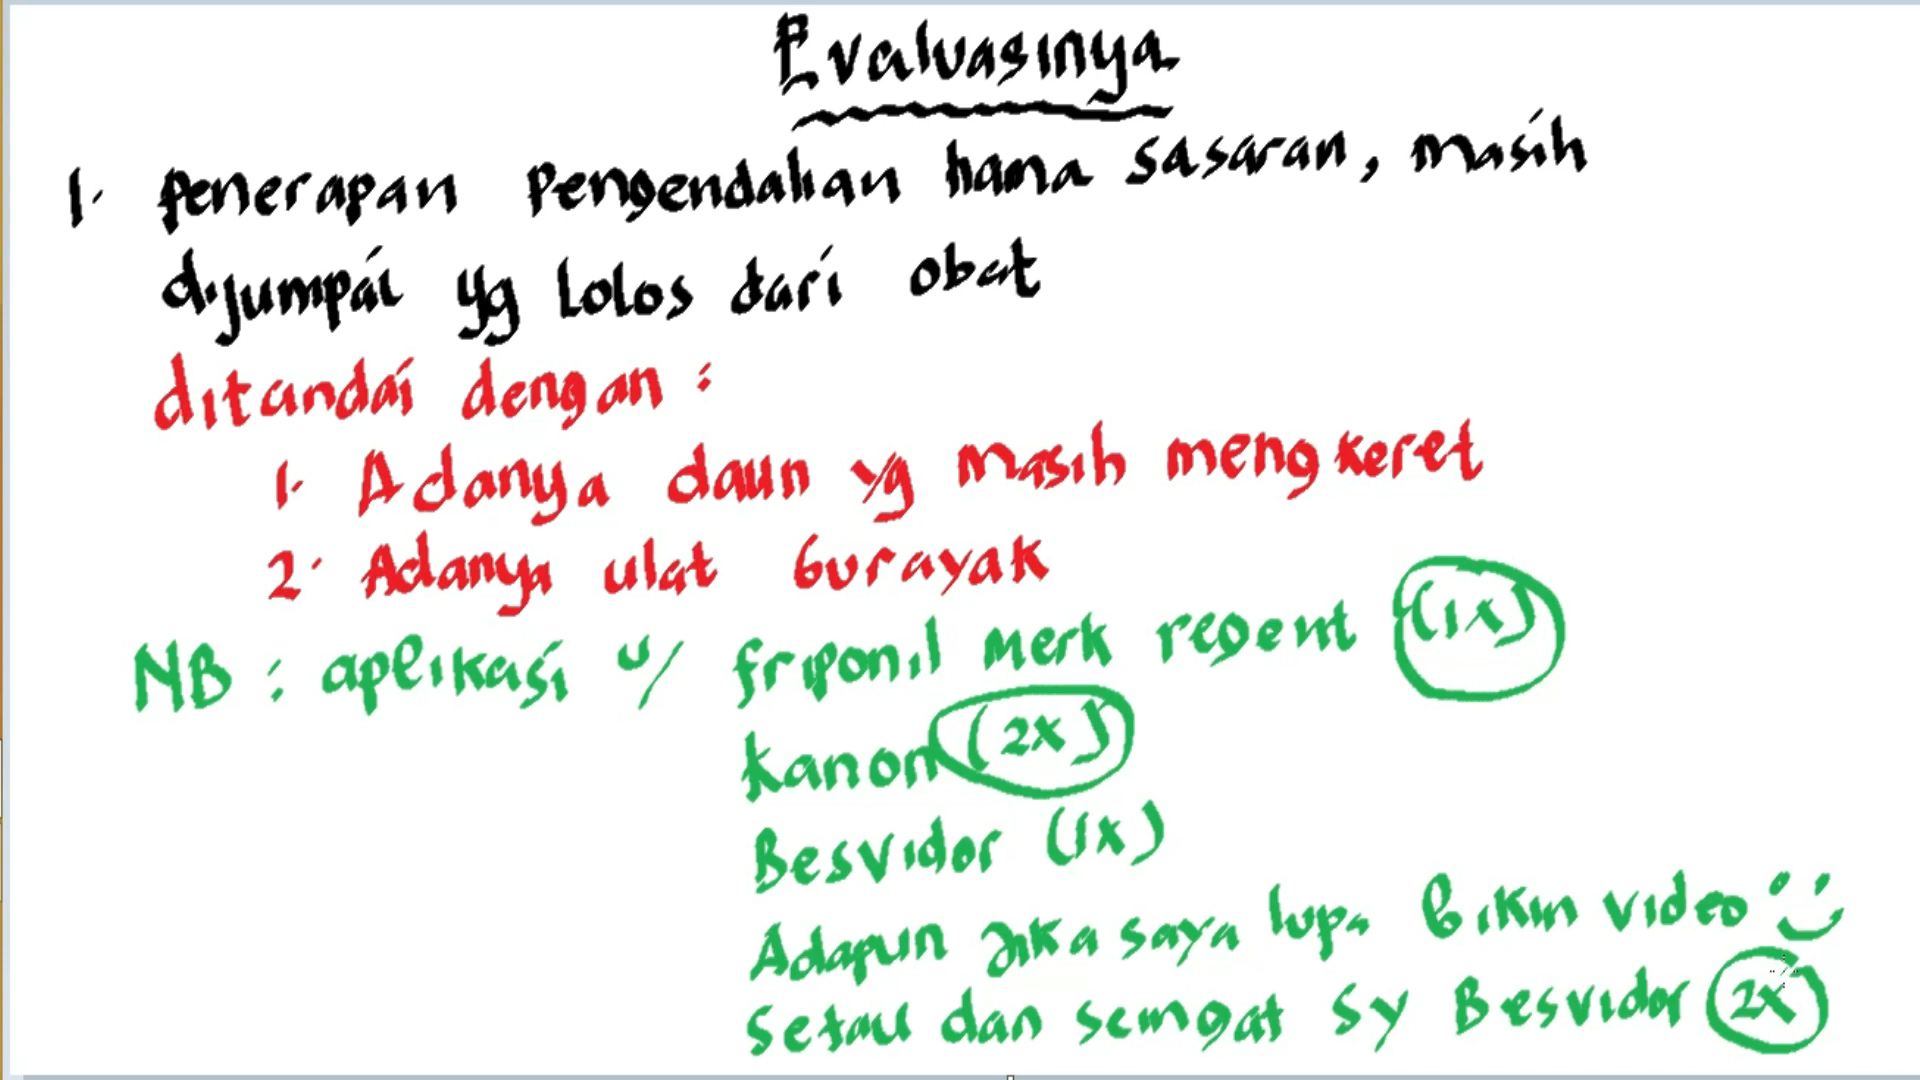 Evaluasinya
1. penerapan Pengendalian hama sasaran, masih
dijumpai yg lolos dari obat
ditandai dengan :
1. Adanya daun yg masih mengkeret
2. Adanya ulat Gurayak
NB : aplikasi u/ friponil merk regent (1x)
kanon (2x)
Besvidor (1x)
Adapun jika saya lupa bikin video :)
Setau dan semgat sy Besvidor (2x)